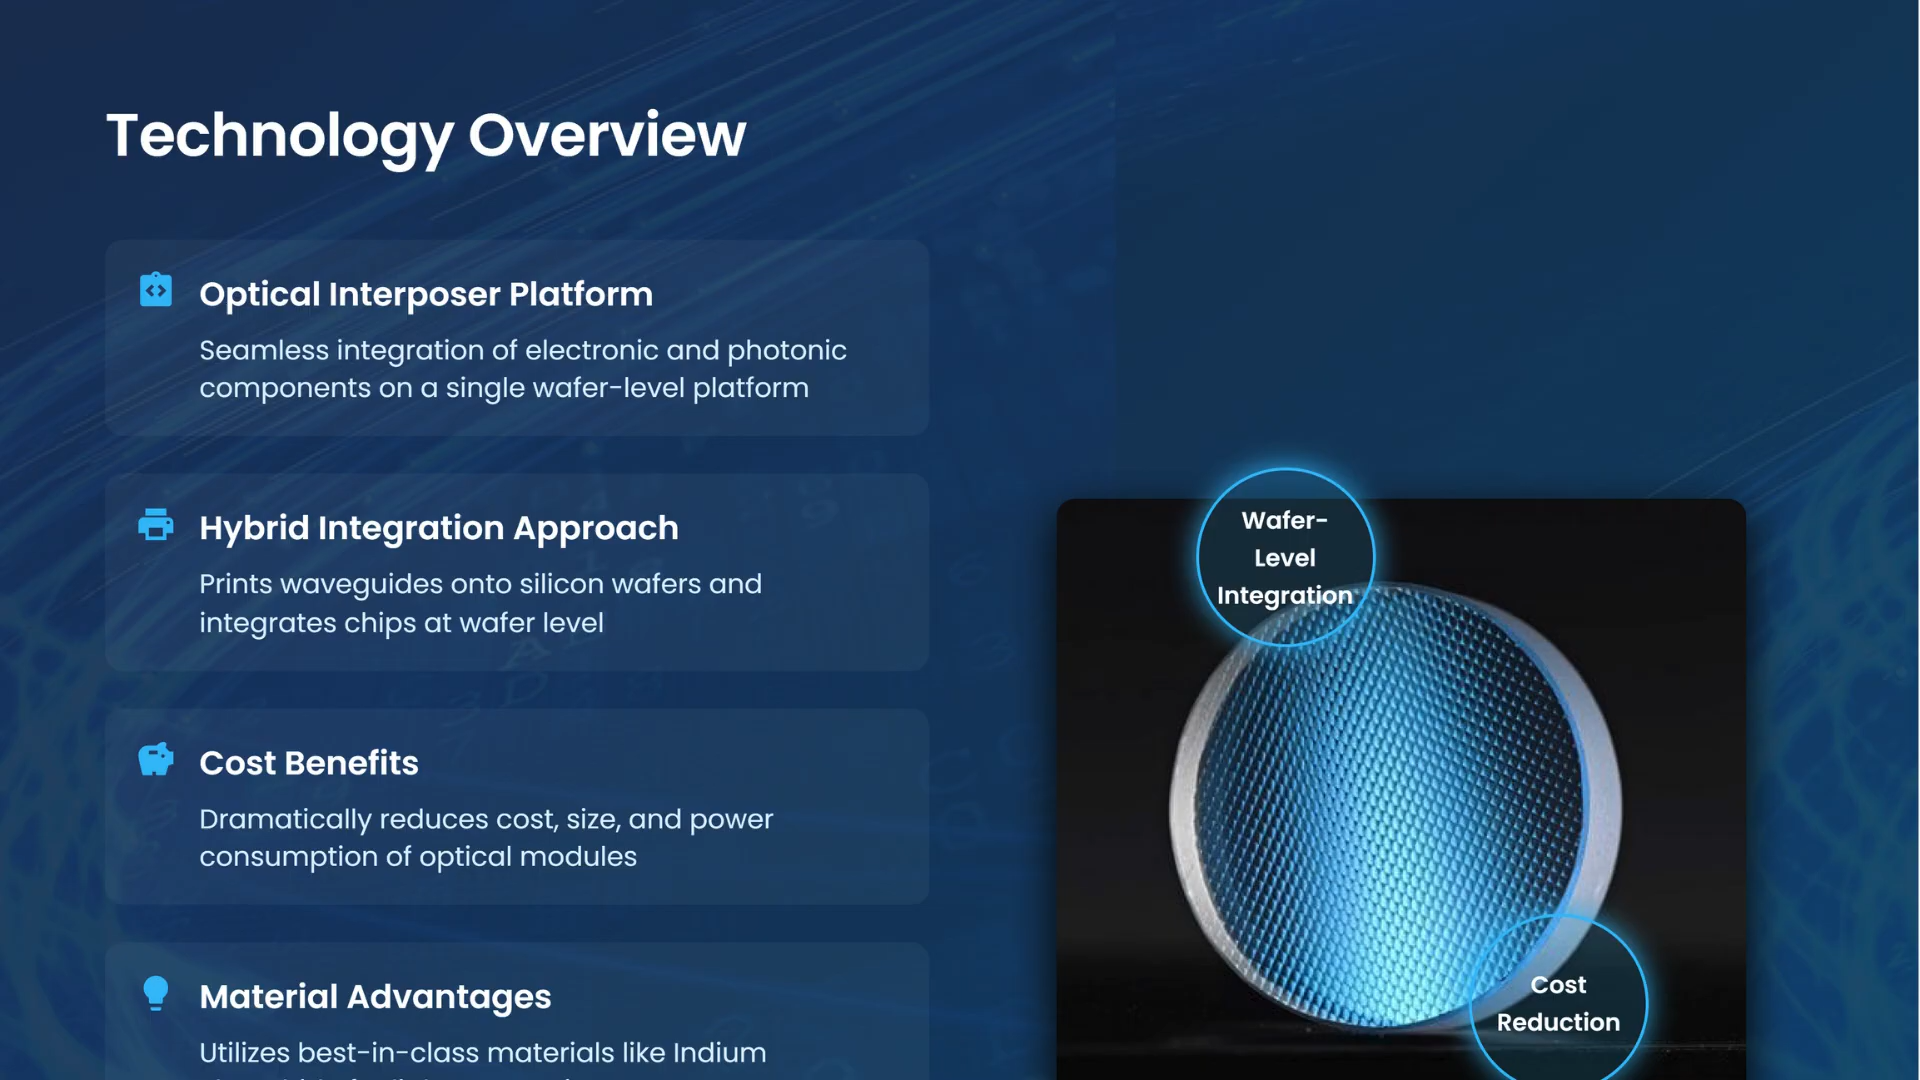 Technology Overview
Optical Interposer Platform
Seamless integration of electronic and photonic
components on a single wafer-level platform
Hybrid Integration Approach
Prints waveguides onto silicon wafers and
integrates chips at wafer level
Cost Benefits
Dramatically reduces cost, size, and power
consumption of optical modules
Material Advantages
Utilizes best-in-class materials like Indium
Wafer-
Level
Integration
Cost
Reduction